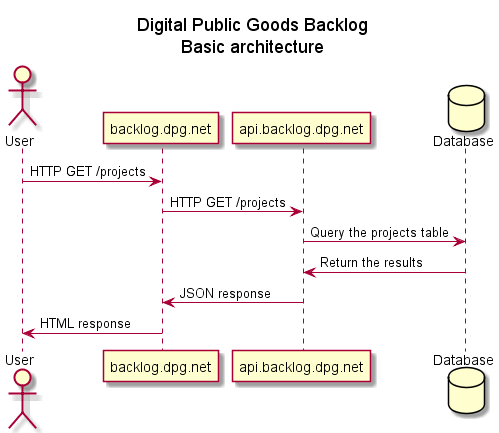 Digital Public Goods Backlog
Basic architecture
User
backlog.dpg.net
api.backlog.dpg.net
Database
HTTP GET /projects
HTTP GET /projects
Query the projects table
Return the results
JSON response
HTML response
User
backlog.dpg.net
api.backlog.dpg.net
Database